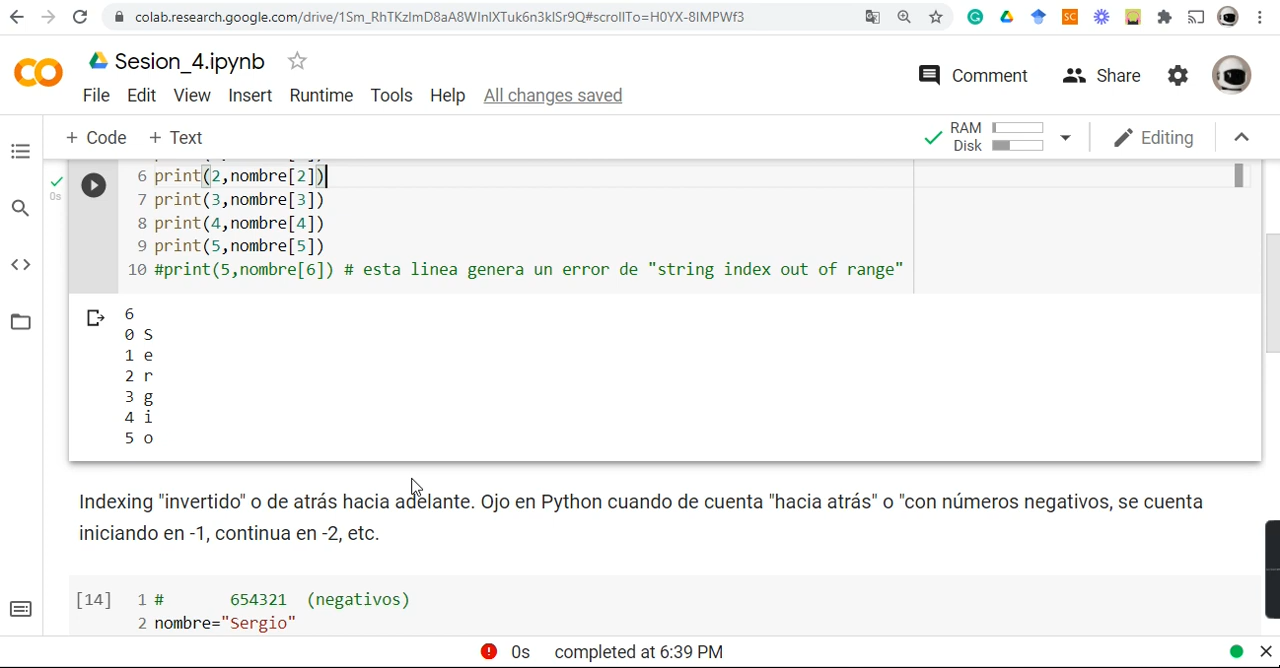 colab.research.google.com/drive/1Sm_RhTKzlmD8aA8WlnlXTuk6n3klSr9Q#scrollTo=H0YX-8IMPWf3
SC
CO
Sesion_4.ipynb
Comment
Share
File Edit View Insert Runtime Tools Help All changes saved
+ Code + Text
RAM
Disk
Editing
0s
6 print(2,nombre[2])
7 print(3,nombre[3])
8 print(4,nombre[4])
9 print(5,nombre[5])
10 #print(5,nombre[6]) # esta linea genera un error de "string index out of range"
6
0 S
1 e
2 r
3 g
4 i
5 o
Indexing "invertido" o de atrás hacia adelante. Ojo en Python cuando de cuenta "hacia atrás" o "con números negativos, se cuenta
iniciando en -1, continua en -2, etc.
[14] 1 # 654321 (negativos)
2 nombre="Sergio"
0s completed at 6:39 PM